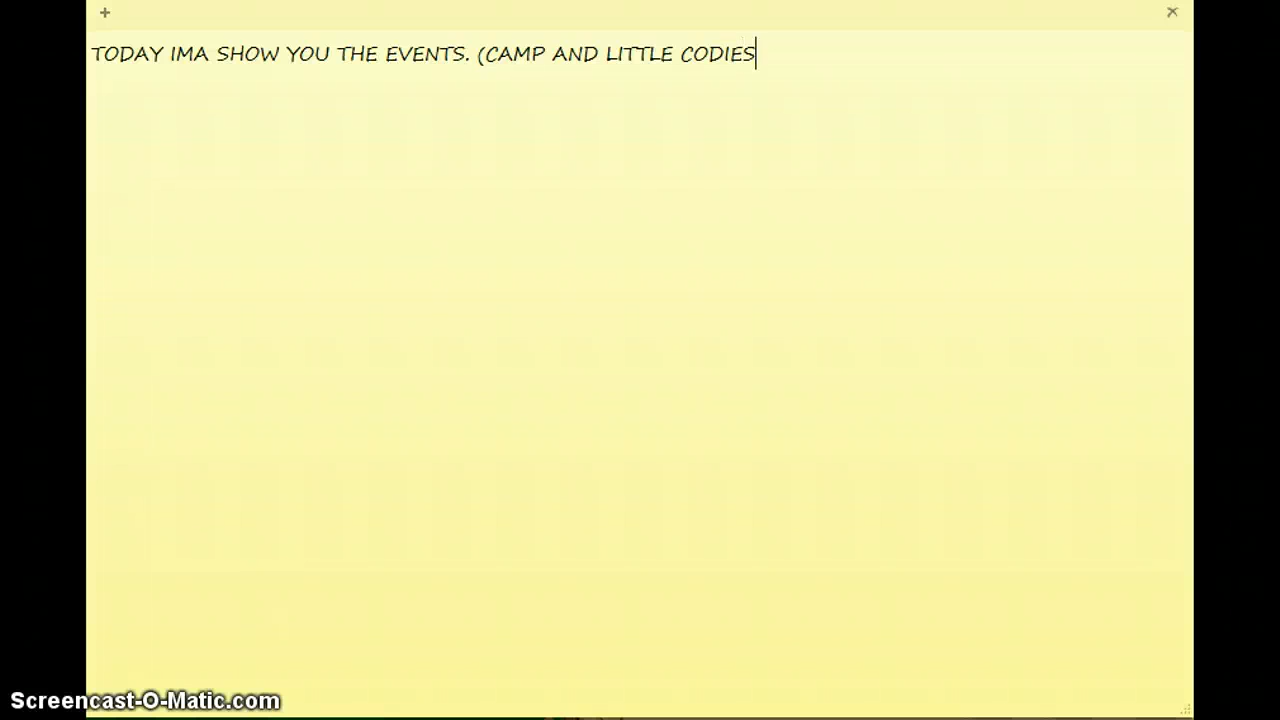 TODAY IMA SHOW YOU THE EVENTS. (CAMP AND LITTLE CODIES
Screencast-O-Matic.com